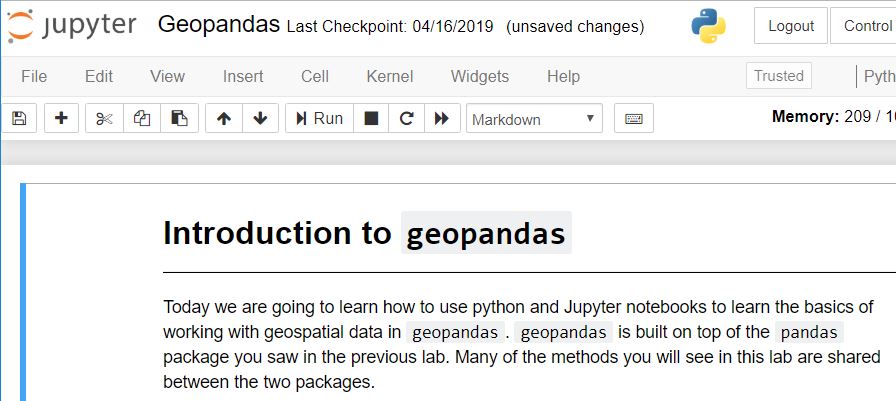 jupyter Geopandas Last Checkpoint: 04/16/2019 (unsaved changes) Logout Control
File Edit View Insert Cell Kernel Widgets Help Trusted Pyth
Run Markdown Memory: 209 / 10
Introduction to geopandas
Today we are going to learn how to use python and Jupyter notebooks to learn the basics of
working with geospatial data in geopandas. geopandas is built on top of the pandas
package you saw in the previous lab. Many of the methods you will see in this lab are shared
between the two packages.